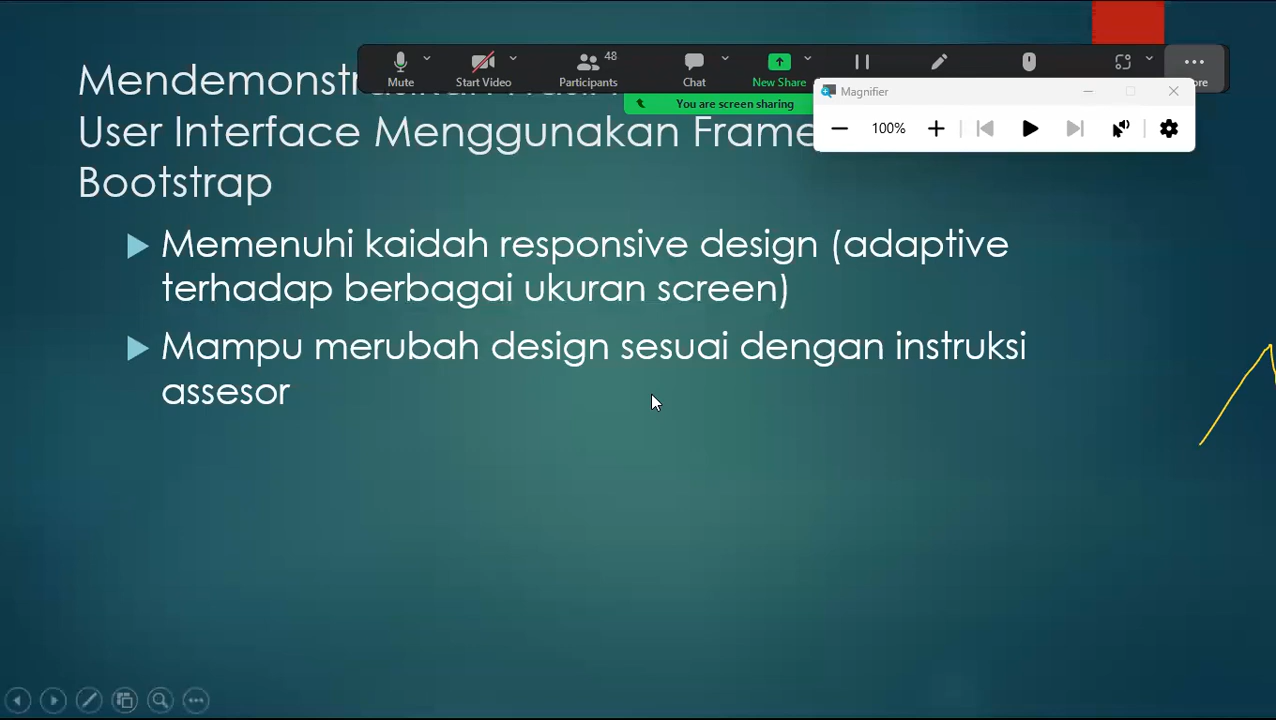 Mendemonstrasikan
User Interface Menggunakan Frame
Bootstrap
Memenuhi kaidah responsive design (adaptive
terhadap berbagai ukuran screen)
Mampu merubah design sesuai dengan instruksi
assesor
48
Mute
Start Video
Participants
Chat
New Share
You are screen sharing
Magnifier
100%